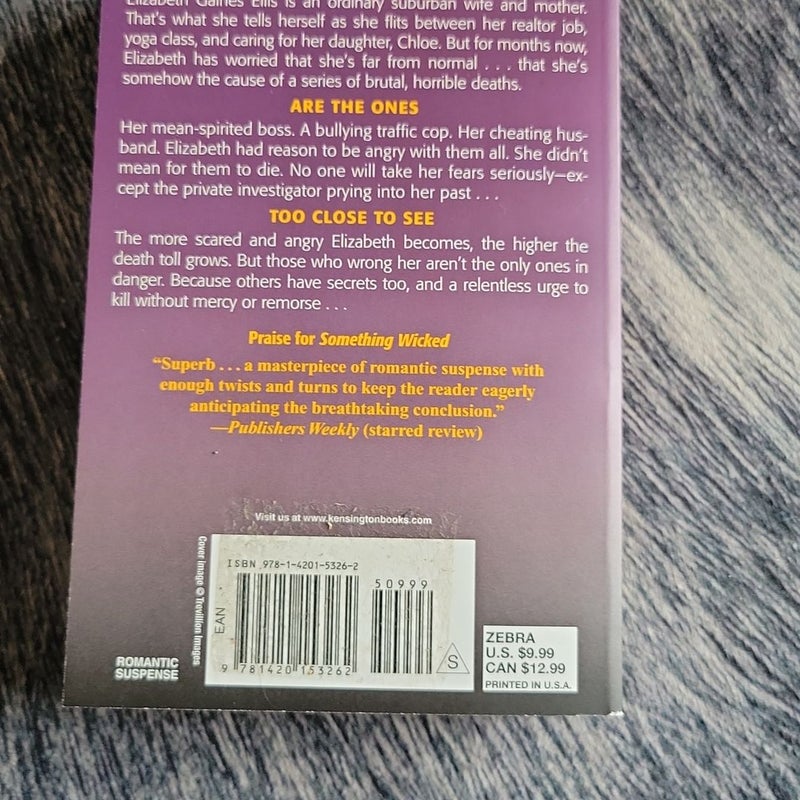 Elizabeth Gaines Ellis is an ordinary suburban wife and mother.
That's what she tells herself as she flits between her realtor job,
yoga class, and caring for her daughter, Chloe. But for months now,
Elizabeth has worried that she's far from normal . . . that she's
somehow the cause of a series of brutal, horrible deaths.
ARE THE ONES
Her mean-spirited boss. A bullying traffic cop. Her cheating hus-
band. Elizabeth had reason to be angry with them all. She didn't
mean for them to die. No one will take her fears seriously—ex-
cept the private investigator prying into her past . . .
TOO CLOSE TO SEE
The more scared and angry Elizabeth becomes, the higher the
death toll grows. But those who wrong her aren't the only ones in
danger. Because others have secrets too, and a relentless urge to
kill without mercy or remorse . . .
Praise for Something Wicked
“Superb . . . a masterpiece of romantic suspense with
enough twists and turns to keep the reader eagerly
anticipating the breathtaking conclusion.”
—Publishers Weekly (starred review)
Visit us at www.kensingtonbooks.com
Cover image © Trevillion Images
ISBN 978-1-4201-5326-2
50999
EAN
9 781420 153262
S
ROMANTIC
SUSPENSE
ZEBRA
U.S. $9.99
CAN $12.99
PRINTED IN U.S.A.